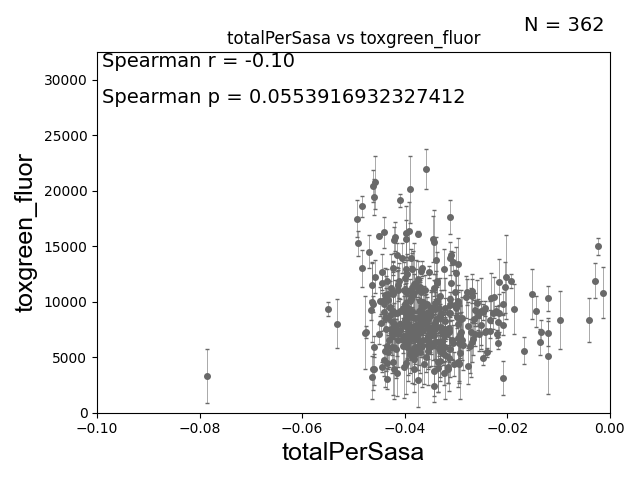 N = 362
totalPerSasa vs toxgreen_fluor
Spearman r = -0.10
Spearman p = 0.0553916932327412
toxgreen_fluor
30000
25000
20000
15000
10000
5000
0
−0.10 −0.08 −0.06 −0.04 −0.02 0.00
totalPerSasa